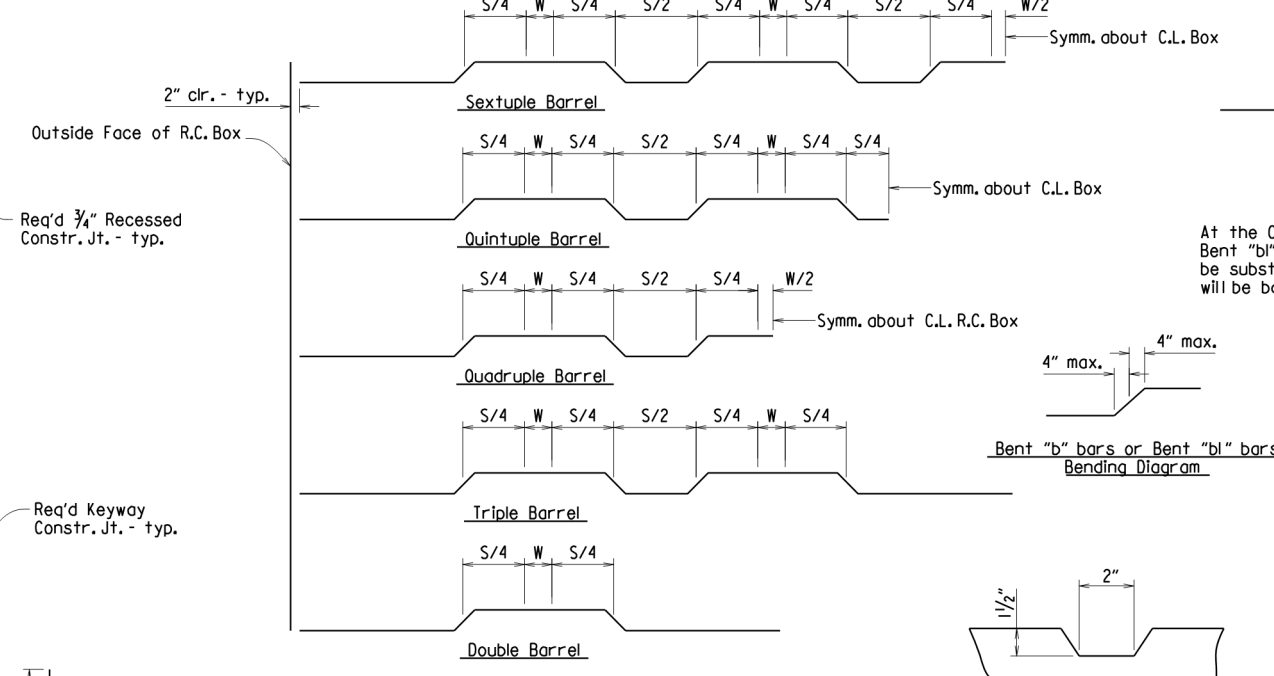 S/4 W S/4 S/2 S/4 W S/4 S/2 S/4 W/2
Symm. about C.L. Box
2" clr. - typ.
Sextuple Barrel
Outside Face of R.C. Box
S/4 W S/4 S/2 S/4 W S/4 S/4
Symm. about C.L. Box
Req'd 3/4" Recessed
Constr. Jt. - typ.
Quintuple Barrel
At the C
Bent "bl"
be subst
will be bo
S/4 W S/4 S/2 S/4 W/2
Symm. about C.L. R.C. Box
Quadruple Barrel
4" max.
4" max.
Bent "b" bars or Bent "bl" bars
Bending Diagram
S/4 W S/4 S/2 S/4 W S/4
Triple Barrel
Req'd Keyway
Constr. Jt. - typ.
S/4 W S/4
Double Barrel
2"
1 1/2"